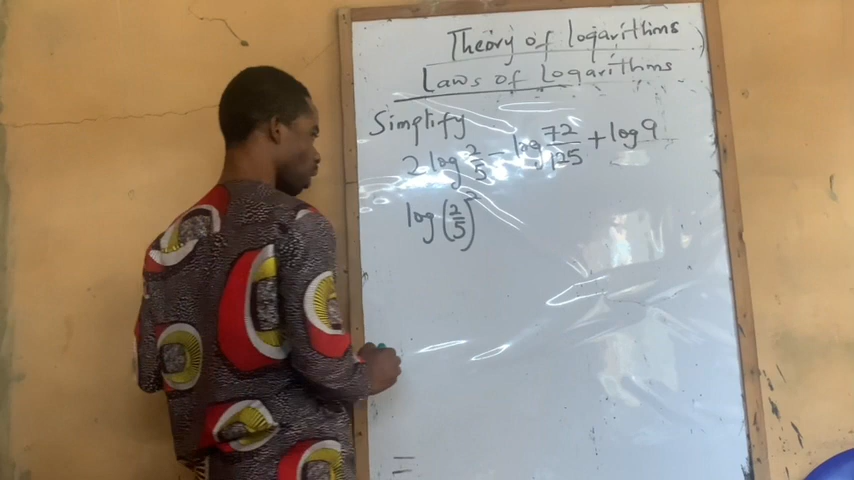 Theory of logarithms
Laws of Logarithms
Simplify
2 log 2/5 - log 72/125 + log 9
log (2/5)²
=